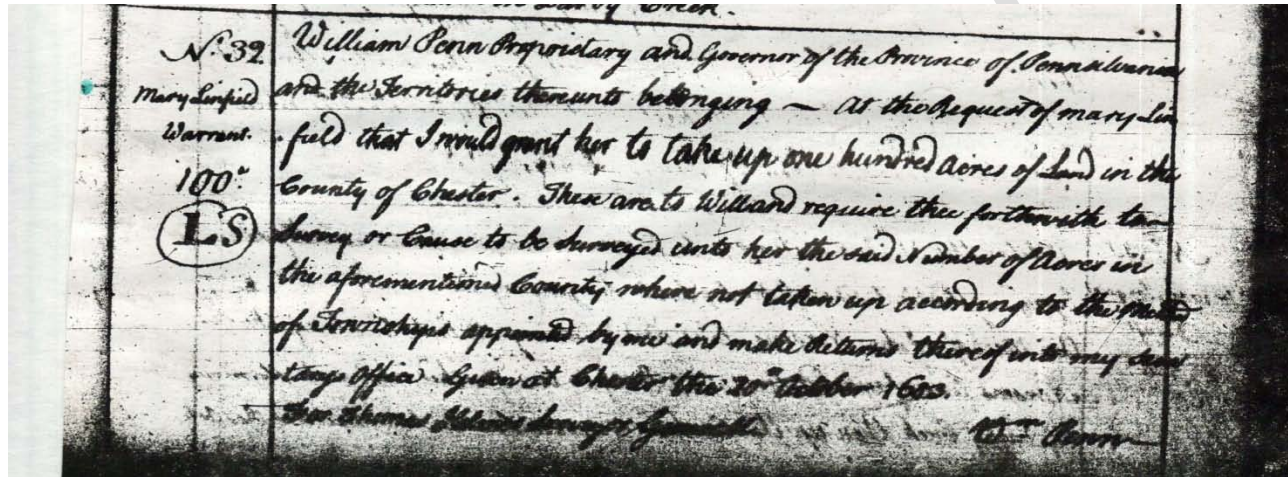 Creek.
No. 32
Mary Linfield
Warrant.
100a.
LS
William Penn Proprietary and Governor of the Province of Pennsilvania
and the Territories thereunto belonging — At the Request of mary Lin
field that I would grant her to take up one hundred Acres of Land in the
County of Chester. These are to Will and require thee forthwith to
Survey or Cause to be Surveyed unto her the said Number of Acres in
the aforementioned County where not taken up according to the Method
of Townships appointed by me and make Returns thereof into my Secre
tarys Office Given at Chester the 20th October 1683.
For Thomas Holmes Surveyr. Generall
Wm Penn